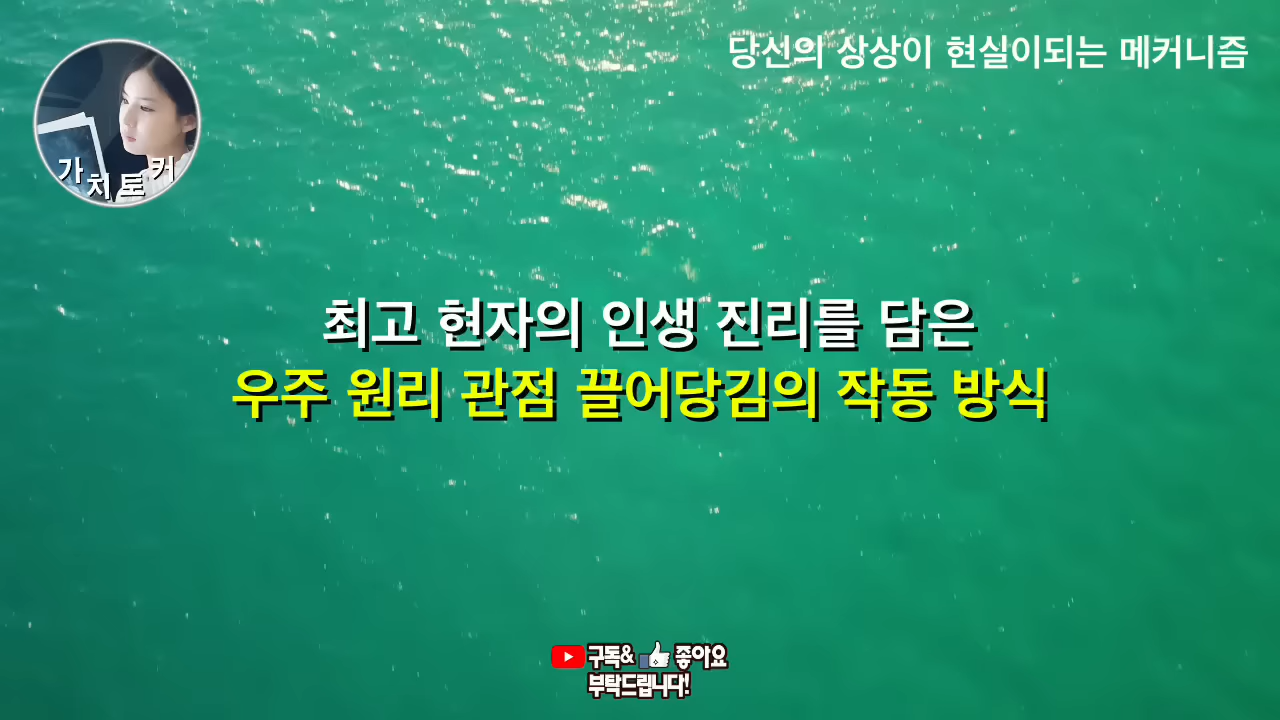 당신의 상상이 현실이되는 메커니즘
가치토커
최고 현자의 인생 진리를 담은
우주 원리 관점 끌어당김의 작동 방식
구독& 좋아요
부탁드립니다!